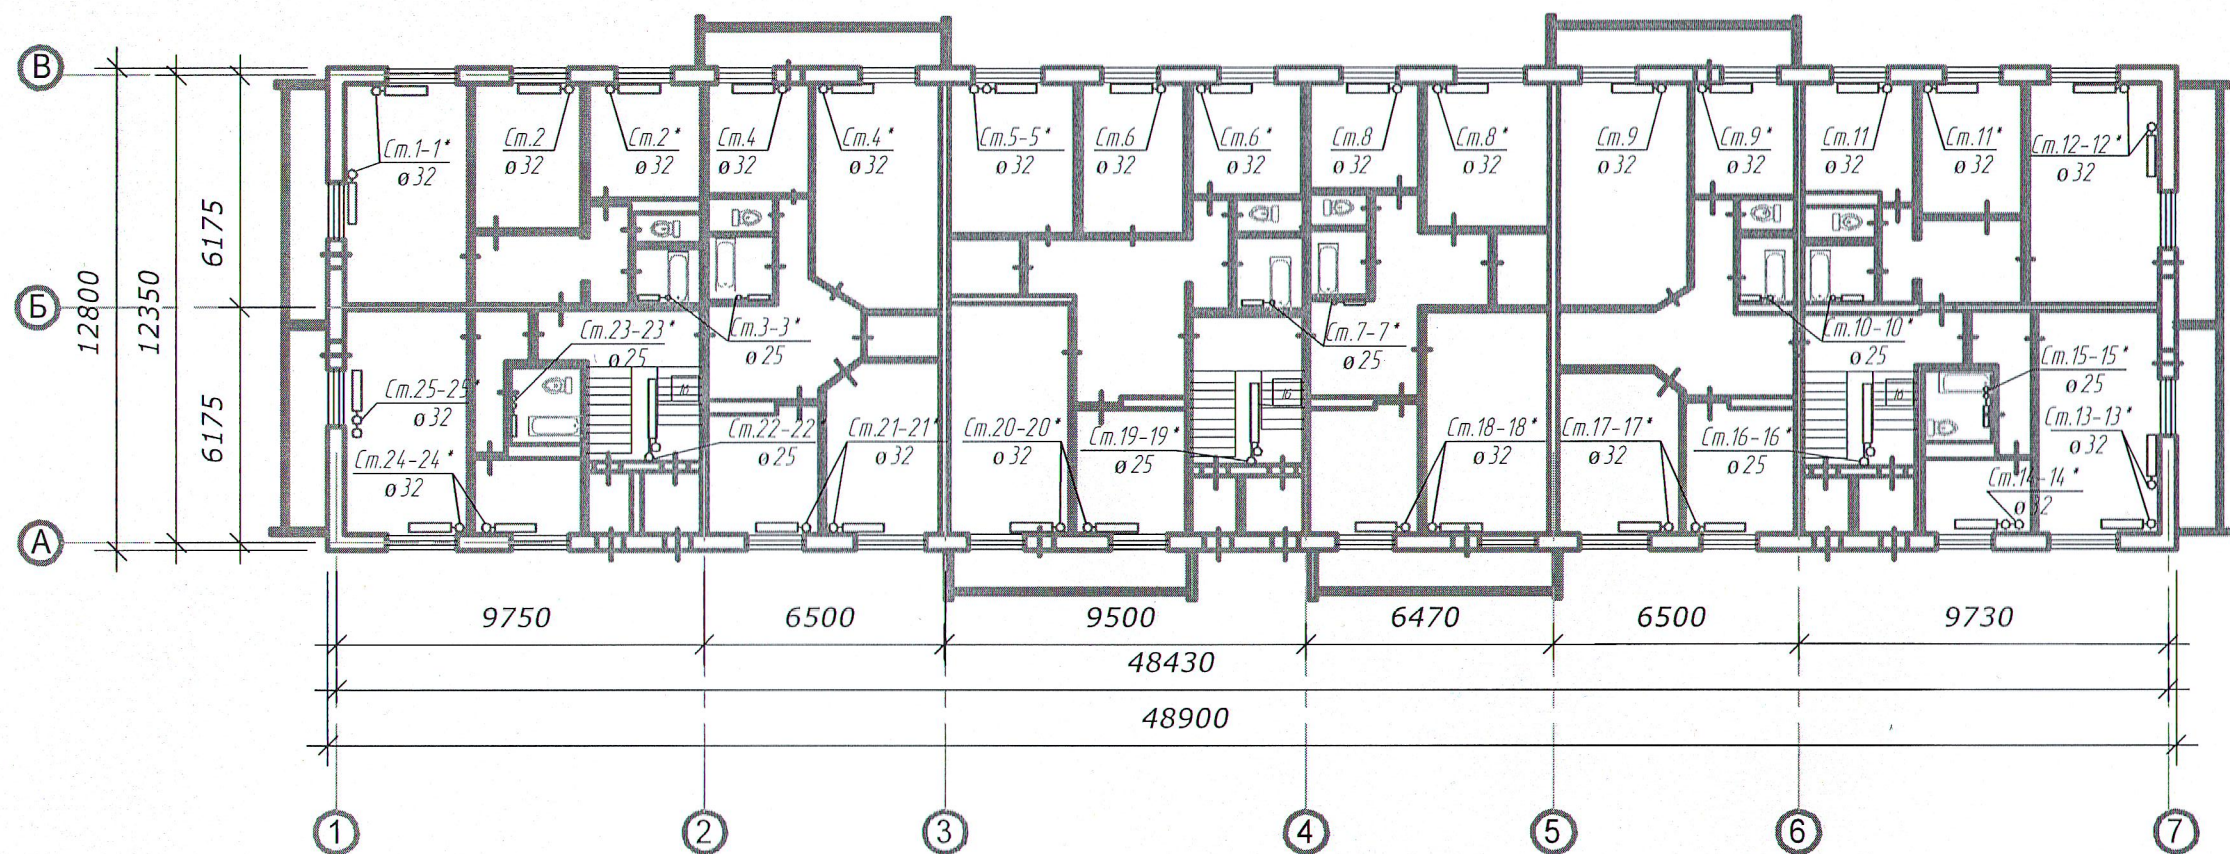 В
Б
А
12800
12350
6175
6175
Ст.1-1*
ø32
Ст.2
ø32
Ст.2*
ø32
Ст.4
ø32
Ст.4*
ø32
Ст.5-5*
ø32
Ст.6
ø32
Ст.6*
ø32
Ст.8
ø32
Ст.8*
ø32
Ст.9
ø32
Ст.9*
ø32
Ст.11
ø32
Ст.11*
ø32
Ст.12-12*
ø32
Ст.23-23*
ø25
Ст.3-3*
ø25
Ст.7-7*
ø25
Ст.10-10*
ø25
Ст.15-15*
ø25
Ст.25-25*
ø32
Ст.24-24*
ø32
Ст.22-22*
ø25
Ст.21-21*
ø32
Ст.20-20*
ø32
Ст.19-19*
ø25
Ст.18-18*
ø32
Ст.17-17*
ø32
Ст.16-16*
ø25
Ст.13-13*
ø32
Ст.14-14*
ø32
9750
6500
9500
6470
6500
9730
48430
48900
1
2
3
4
5
6
7